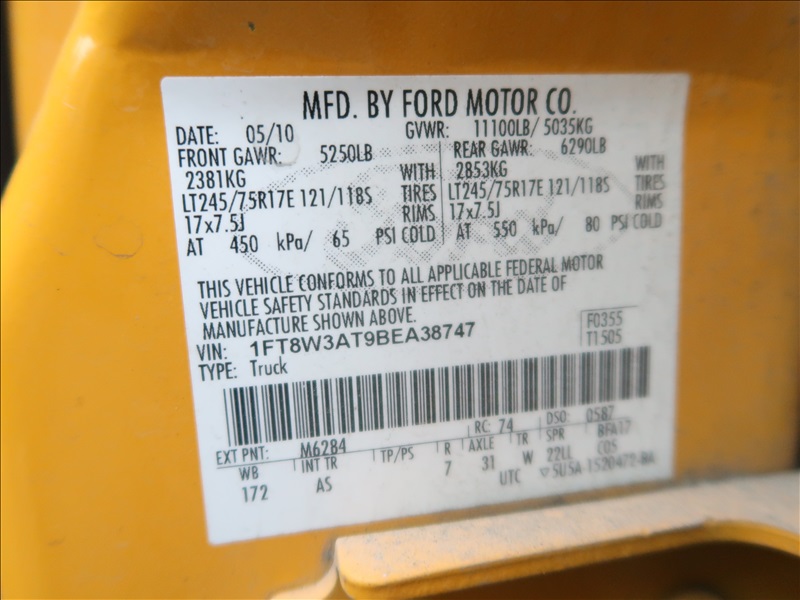 MFD. BY FORD MOTOR CO.
DATE: 05/10 GVWR: 11100LB/ 5035KG
FRONT GAWR: 5250LB REAR GAWR: 6290LB
2381KG WITH 2853KG WITH
LT245/75R17E 121/118S TIRES LT245/75R17E 121/118S TIRES
17x7.5J RIMS 17x7.5J RIMS
AT 450 kPa/ 65 PSI COLD AT 550 kPa/ 80 PSI COLD
THIS VEHICLE CONFORMS TO ALL APPLICABLE FEDERAL MOTOR
VEHICLE SAFETY STANDARDS IN EFFECT ON THE DATE OF
MANUFACTURE SHOWN ABOVE.
VIN: 1FT8W3AT9BEA38747 F0355
TYPE: Truck T1505
EXT PNT: M6284 RC: 74 DSO: 0587
WB INT TR TP/PS R AXLE TR SPR BFA17
172 AS 7 31 W 22LL C05
UTC